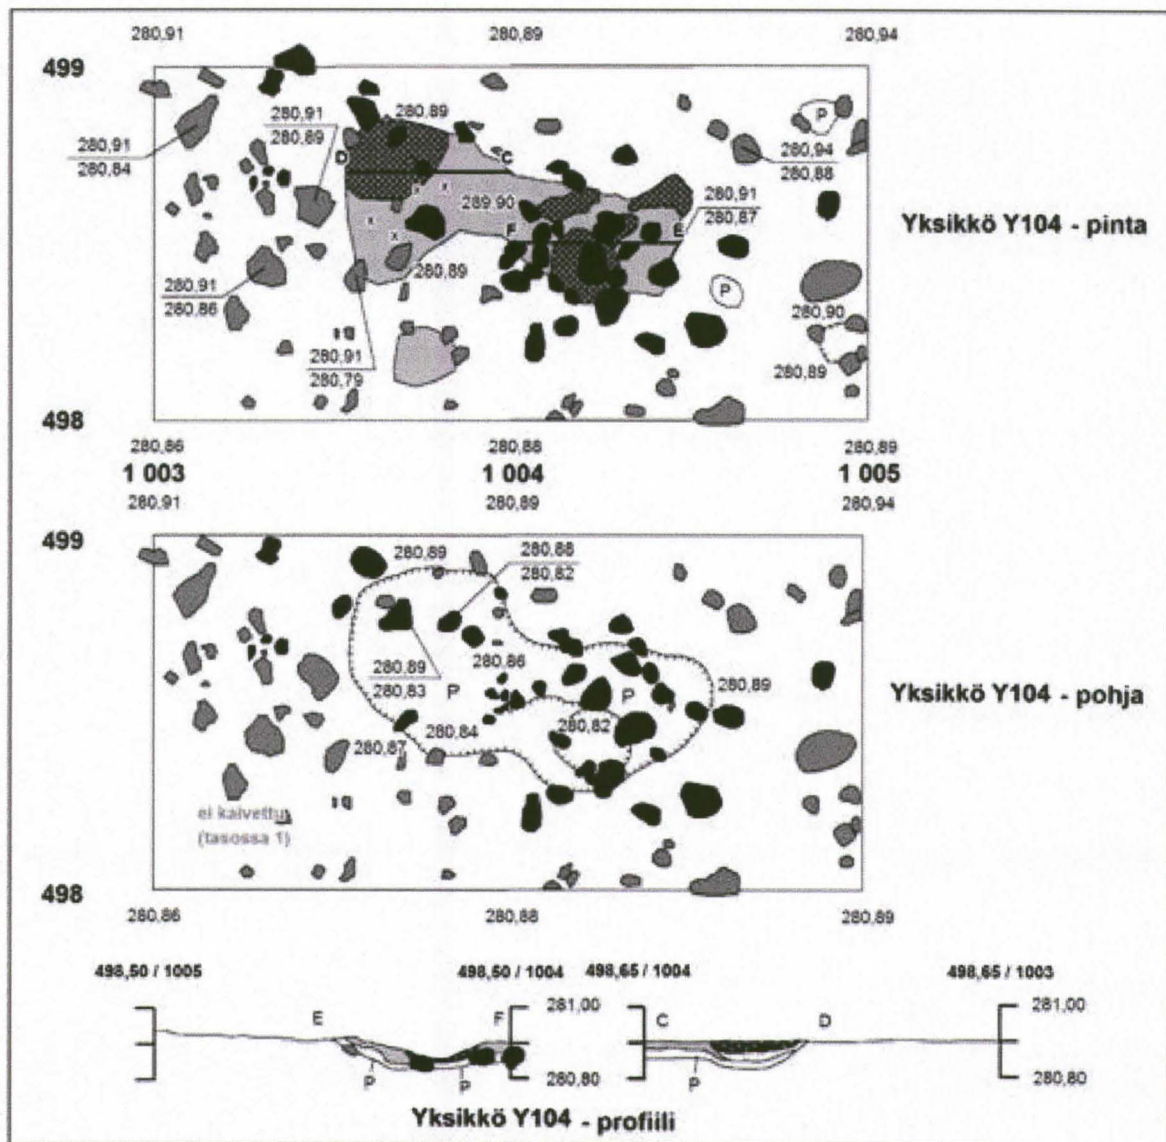 280,91 280,89 280,94
499
280,91
280,84
280,91
280,89
280,89
P
D C
280,94
280,88
x x
289,90
280,91
280,87
x x
F E
Yksikkö Y104 - pinta
280,91
280,86
280,89
P
280,90
280,91
280,79
280,89
498
280,86 280,88 280,89
1 003 1 004 1 005
280,91 280,89 280,94
499
280,89
280,88
280,82
280,89
280,83
280,86
P P
280,89
Yksikkö Y104 - pohja
280,87
280,84
280,82
ei kaivettu
(tasossa 1)
498
280,86 280,88 280,89
498,50 / 1005 498,50 / 1004 498,65 / 1004 498,65 / 1003
E F 281,00 C D 281,00
P P 280,80 P 280,80
Yksikkö Y104 - profiili